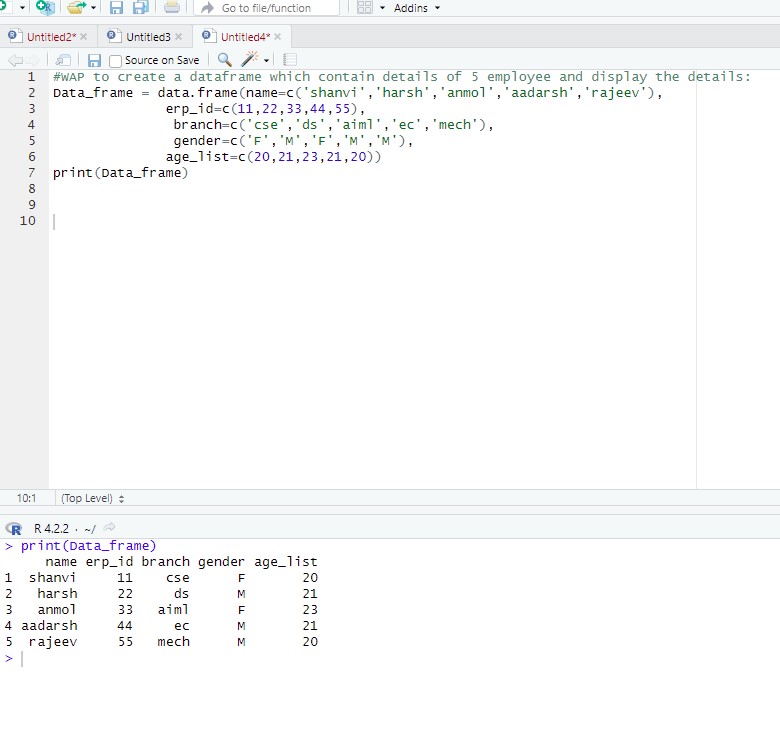 Go to file/function
Addins
Untitled2*
Untitled3
Untitled4*
Source on Save
1 #WAP to create a dataframe which contain details of 5 employee and display the details:
2 Data_frame = data.frame(name=c('shanvi','harsh','anmol','aadarsh','rajeev'),
3 erp_id=c(11,22,33,44,55),
4 branch=c('cse','ds','aiml','ec','mech'),
5 gender=c('F','M','F','M','M'),
6 age_list=c(20,21,23,21,20))
7 print(Data_frame)
8
9
10
10:1 (Top Level)
R 4.2.2 · ~/
> print(Data_frame)
name erp_id branch gender age_list
1 shanvi 11 cse F 20
2 harsh 22 ds M 21
3 anmol 33 aiml F 23
4 aadarsh 44 ec M 21
5 rajeev 55 mech M 20
>